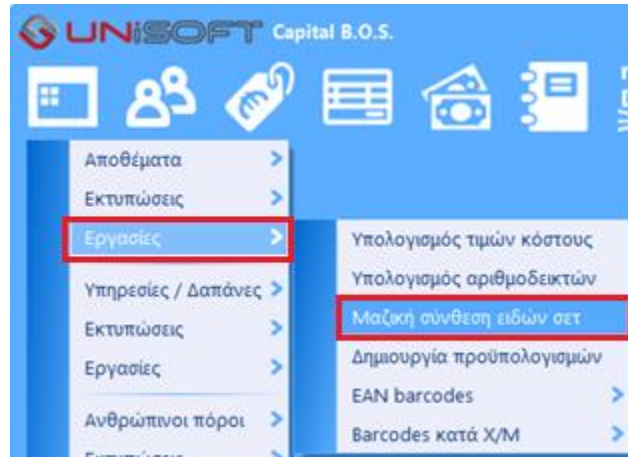 UNiSOFT Capital B.O.S.
Αποθέματα
Εκτυπώσεις
Εργασίες
Υπηρεσίες / Δαπάνες
Εκτυπώσεις
Εργασίες
Ανθρώπινοι πόροι
Εκτυπώσεις
Υπολογισμός τιμών κόστους
Υπολογισμός αριθμοδεικτών
Μαζική σύνθεση ειδών σετ
Δημιουργία προϋπολογισμών
EAN barcodes
Barcodes κατά Χ/Μ